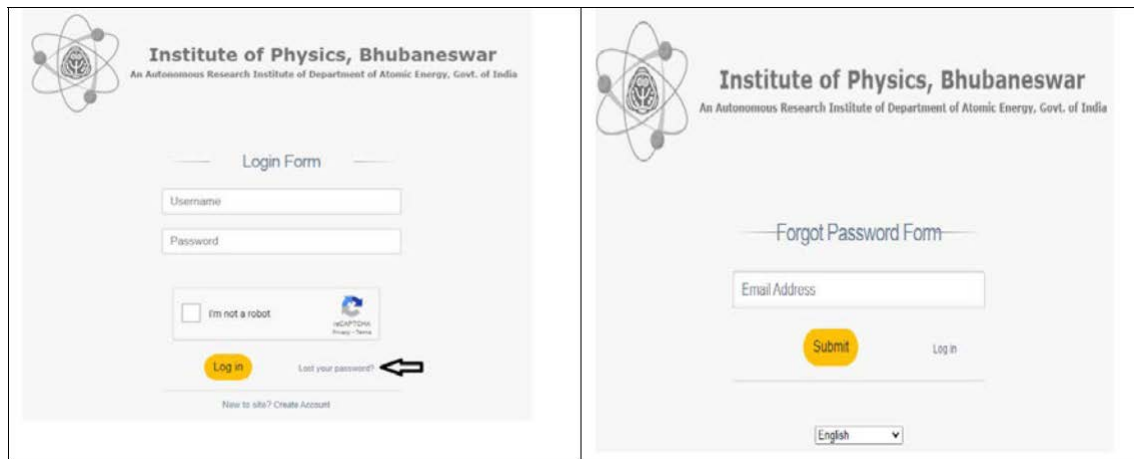 Institute of Physics, Bhubaneswar
An Autonomous Research Institute of Department of Atomic Energy, Govt. of India
Login Form
Username
Password
I'm not a robot
reCAPTCHA
Privacy - Terms
Log in
Lost your password?
New to site? Create Account
Institute of Physics, Bhubaneswar
An Autonomous Research Institute of Department of Atomic Energy, Govt. of India
Forgot Password Form
Email Address
Submit
Log in
English